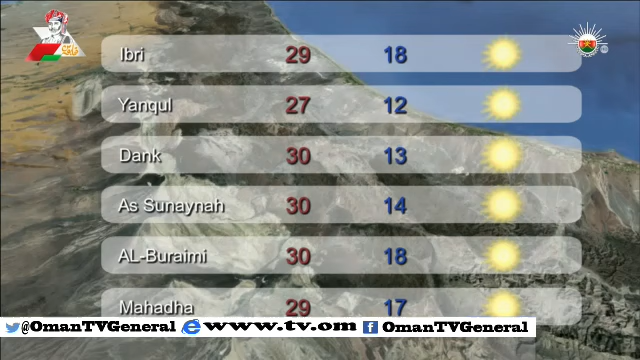 Ibri 29 18
Yanqul 27 12
Dank 30 13
As Sunaynah 30 14
AL-Buraimi 30 18
Mahadha 29 17
@OmanTVGeneral www.tv.om OmanTVGeneral